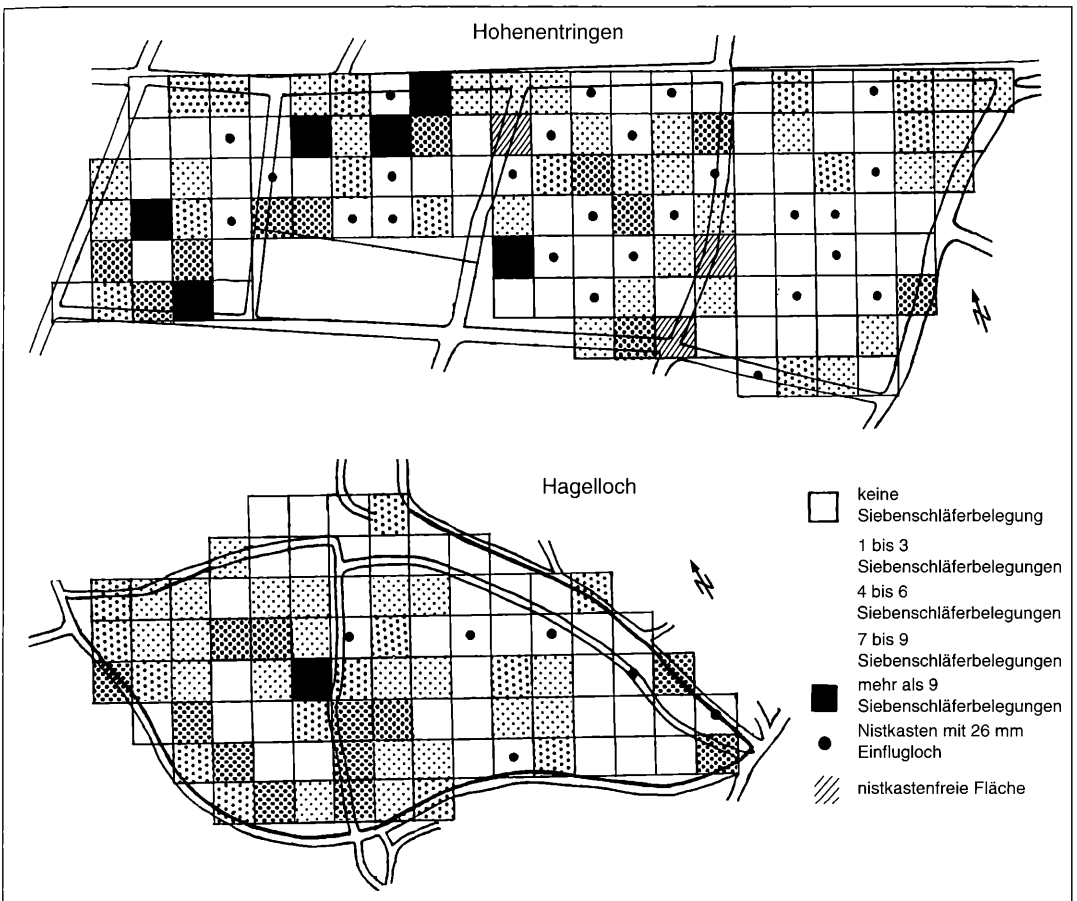 Hohenentringen
Hagelloch
keine
Siebenschläferbelegung
1 bis 3
Siebenschläferbelegungen
4 bis 6
Siebenschläferbelegungen
7 bis 9
Siebenschläferbelegungen
mehr als 9
Siebenschläferbelegungen
Nistkasten mit 26 mm
Einflugloch
nistkastenfreie Fläche
N
N